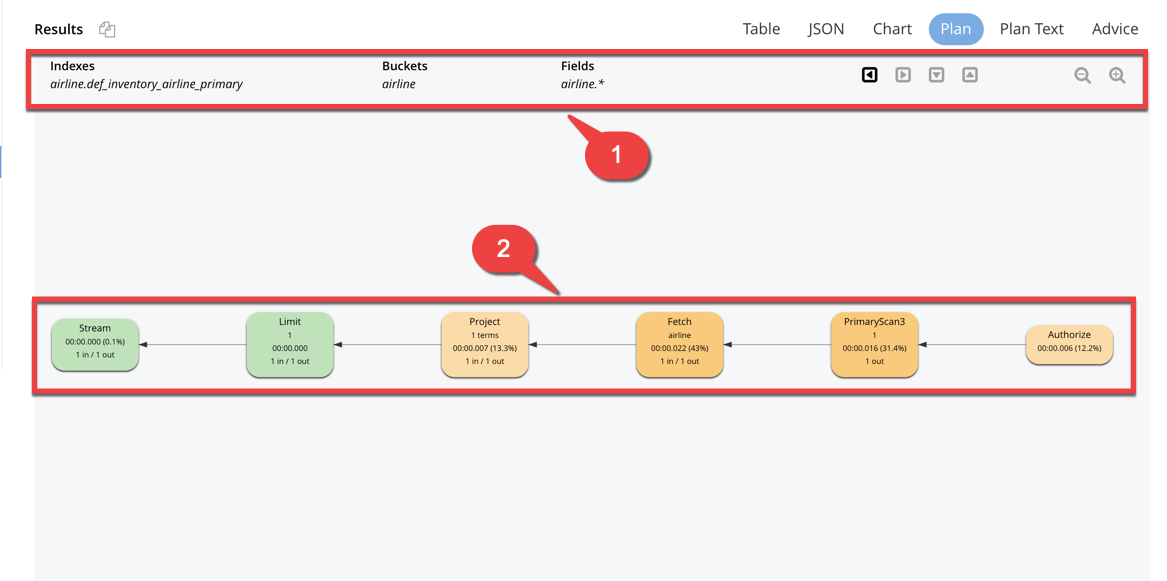 Results
Table JSON Chart Plan Plan Text Advice
Indexes Buckets Fields
airline.def_inventory_airline_primary airline airline.*
1
2
Stream
00:00.000 (0.1%)
1 in / 1 out
Limit
1
00:00.000
1 in / 1 out
Project
1 terms
00:00.007 (13.3%)
1 in / 1 out
Fetch
airline
00:00.022 (43%)
1 in / 1 out
PrimaryScan3
1
00:00.016 (31.4%)
1 out
Authorize
00:00.006 (12.2%)